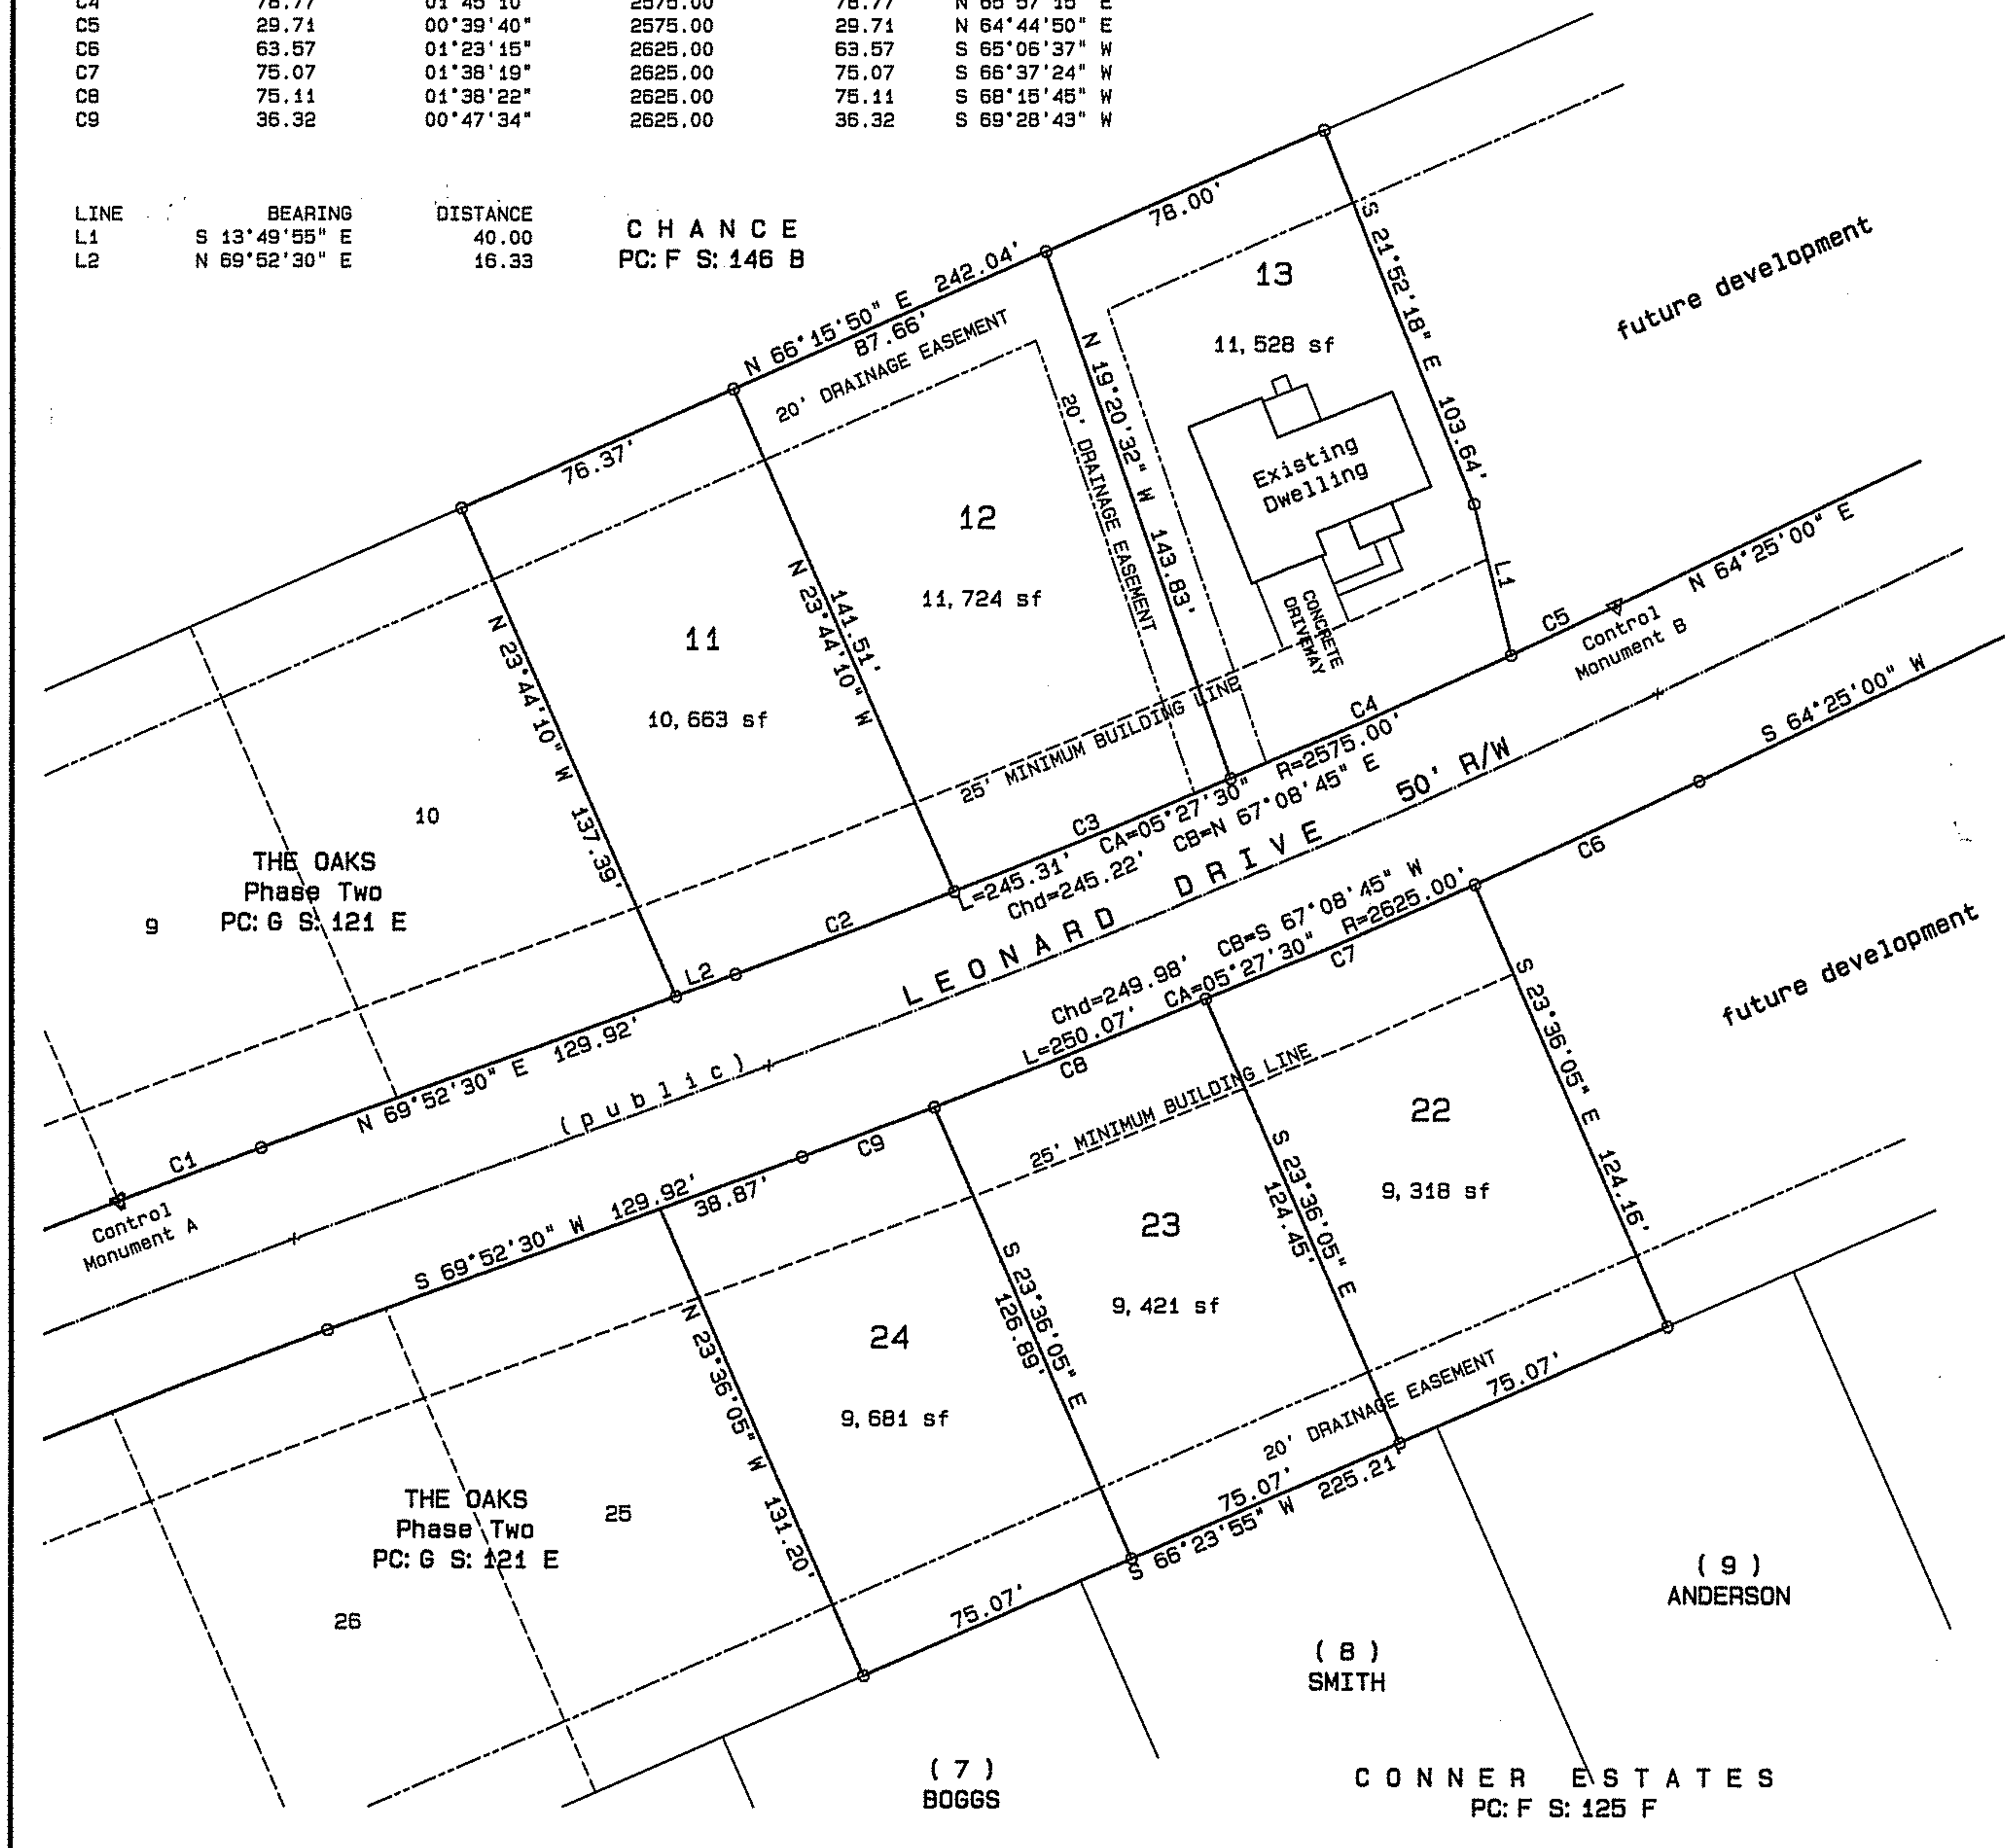 C4 78.77 01°45'10" 2575.00 78.77 N 65°57'15" E
C5 29.71 00°39'40" 2575.00 29.71 N 64°44'50" E
C6 63.57 01°23'15" 2625.00 63.57 S 65°06'37" W
C7 75.07 01°38'19" 2625.00 75.07 S 66°37'24" W
C8 75.11 01°38'22" 2625.00 75.11 S 68°15'45" W
C9 36.32 00°47'34" 2625.00 36.32 S 69°28'43" W
LINE BEARING DISTANCE
L1 S 13°49'55" E 40.00
L2 N 69°52'30" E 16.33
CHANCE
PC: F S: 146 B
N 66°15'50" E 242.04'
76.37'
87.66'
78.00'
20' DRAINAGE EASEMENT
20' DRAINAGE EASEMENT
13
11,528 sf
Existing
Dwelling
CONCRETE
DRIVEWAY
S 21°52'18" E 103.64'
L1
future development
N 19°20'32" W 143.83'
12
11,724 sf
141.51'
N 23°44'10" W
11
10,663 sf
N 23°44'10" W 137.39'
10
9
THE OAKS
Phase Two
PC: G S: 121 E
25' MINIMUM BUILDING LINE
C1
N 69°52'30" E 129.92'
L2
C2
C3
C4
C5
L=245.31' CA=05°27'30" R=2575.00'
Chd=245.22' CB=N 67°08'45" E
N 64°25'00" E
Control
Monument B
Control
Monument A
LEONARD DRIVE 50' R/W
(public)
S 64°25'00" W
C6
C7
C8
C9
Chd=249.98' CB=S 67°08'45" W
L=250.07' CA=05°27'30" R=2625.00'
S 69°52'30" W 129.92'
38.87'
25' MINIMUM BUILDING LINE
22
9,318 sf
S 23°36'05" E 124.16'
future development
23
9,421 sf
S 23°36'05" E
124.45'
24
9,681 sf
S 23°36'05" E
126.89'
N 23°36'05" W 131.20'
25
26
THE OAKS
Phase Two
PC: G S: 121 E
20' DRAINAGE EASEMENT
75.07'
75.07'
75.07'
S 66°23'55" W 225.21'
(7)
BOGGS
(8)
SMITH
(9)
ANDERSON
CONNER ESTATES
PC: F S: 125 F